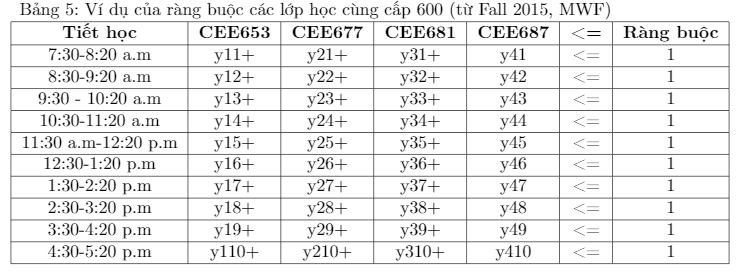 Bảng 5: Ví dụ của ràng buộc các lớp học cùng cấp 600 (từ Fall 2015, MWF)
Tiết học CEE653 CEE677 CEE681 CEE687 <= Ràng buộc
7:30-8:20 a.m y11+ y21+ y31+ y41 <= 1
8:30-9:20 a.m y12+ y22+ y32+ y42 <= 1
9:30 - 10:20 a.m y13+ y23+ y33+ y43 <= 1
10:30-11:20 a.m y14+ y24+ y34+ y44 <= 1
11:30 a.m-12:20 p.m y15+ y25+ y35+ y45 <= 1
12:30-1:20 p.m y16+ y26+ y36+ y46 <= 1
1:30-2:20 p.m y17+ y27+ y37+ y47 <= 1
2:30-3:20 p.m y18+ y28+ y38+ y48 <= 1
3:30-4:20 p.m y19+ y29+ y39+ y49 <= 1
4:30-5:20 p.m y110+ y210+ y310+ y410 <= 1